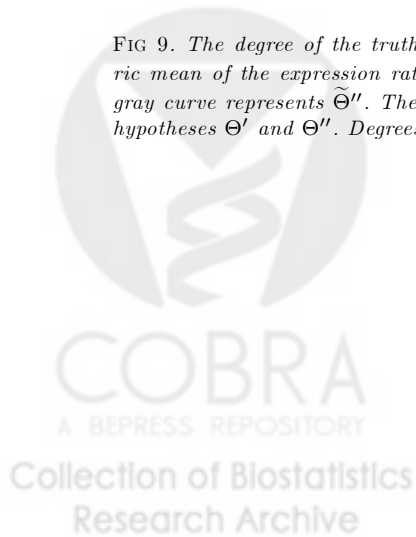 FIG 9. The degree of the truth
ric mean of the expression rat
gray curve represents Θ̃′′. The
hypotheses Θ′ and Θ′′. Degrees
COBRA
A BEPRESS REPOSITORY
Collection of Biostatistics
Research Archive